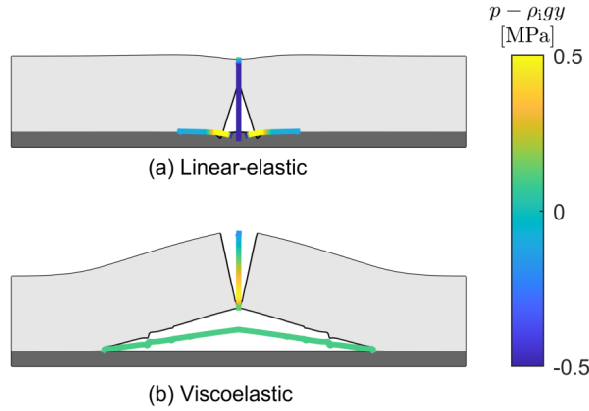 p − ρᵢgy
[MPa]
0.5
0
-0.5
(a) Linear-elastic
(b) Viscoelastic